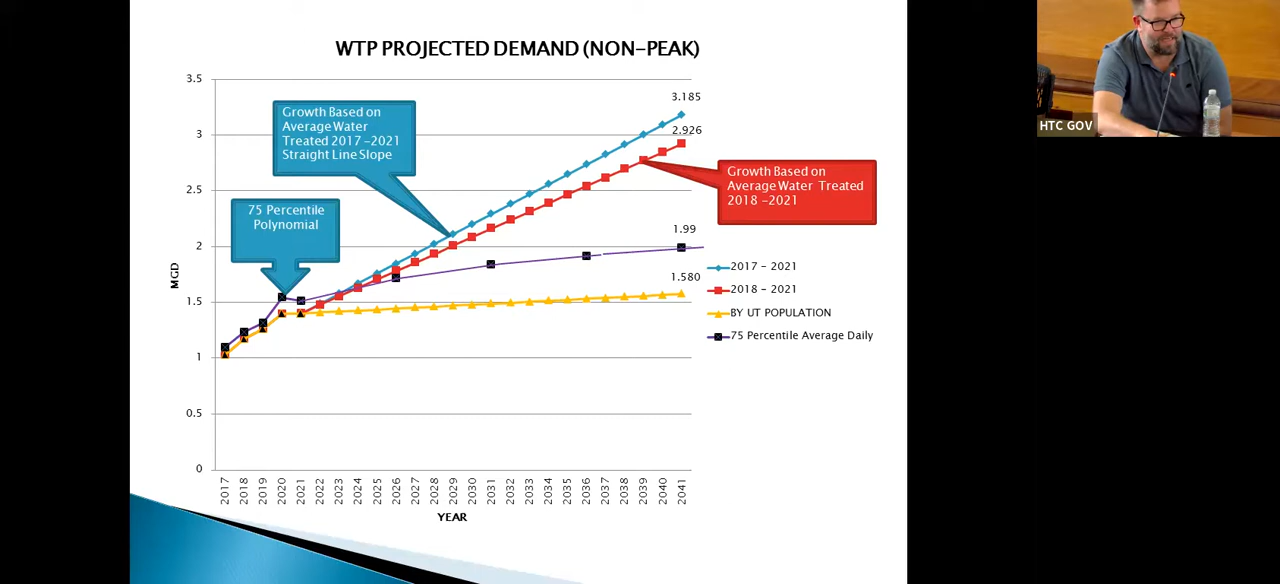 WTP PROJECTED DEMAND (NON-PEAK)
3.5
3
2.5
2
1.5
1
0.5
0
MGD
Growth Based on
Average Water
Treated 2017 -2021
Straight Line Slope
75 Percentile
Polynomial
3.185
2.926
Growth Based on
Average Water Treated
2018 -2021
1.99
1.580
2017 - 2021
2018 - 2021
BY UT POPULATION
75 Percentile Average Daily
2017
2018
2019
2020
2021
2022
2023
2024
2025
2026
2027
2028
2029
2030
2031
2032
2033
2034
2035
2036
2037
2038
2039
2040
2041
YEAR
HTC GOV